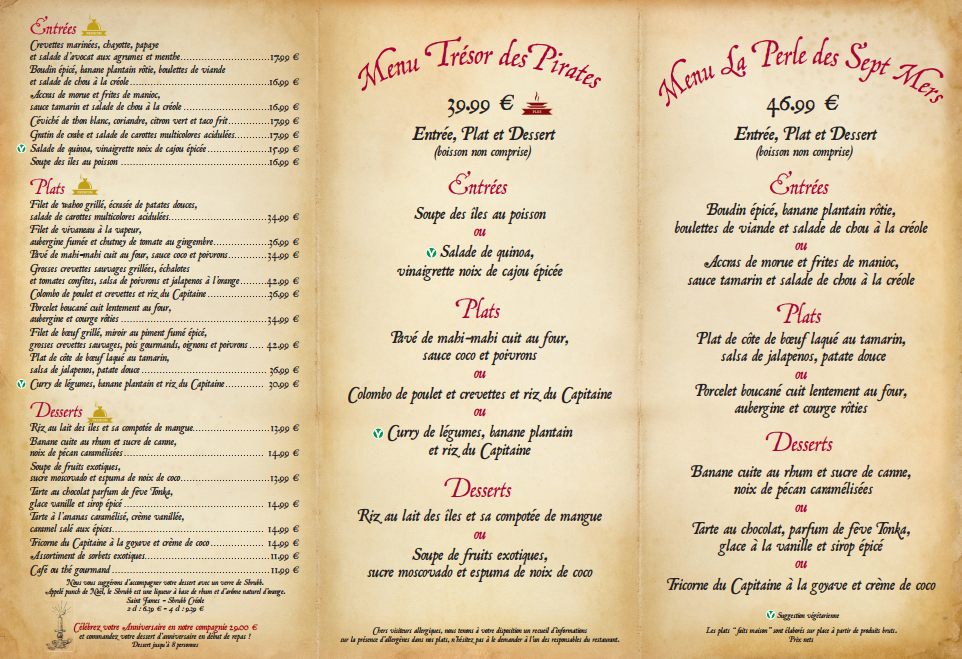 Entrées
Crevettes marinées, chayotte, papaye
et salade d'avocat aux agrumes et menthe 17.99 €
Boudin épicé, banane plantain rôtie, boulettes de viande
et salade de chou à la créole 16.99 €
Accras de morue et frites de manioc,
sauce tamarin et salade de chou à la créole 16.99 €
Céviché de thon blanc, coriandre, citron vert et taco frit 17.99 €
Gratin de crabe et salade de carottes multicolores acidulées 17.99 €
Salade de quinoa, vinaigrette noix de cajou épicée 15.99 €
Soupe des îles au poisson 16.99 €
Plats
Filet de wahoo grillé, écrasée de patates douces,
salade de carottes multicolores acidulées 34.99 €
Filet de vivaneau à la vapeur,
aubergine fumée et chutney de tomate au gingembre 36.99 €
Pavé de mahi-mahi cuit au four, sauce coco et poivrons 34.99 €
Grosses crevettes sauvages grillées, échalotes
et tomates confites, salsa de poivrons et jalapenos à l'orange 42.99 €
Colombo de poulet et crevettes et riz du Capitaine 36.99 €
Porcelet boucané cuit lentement au four,
aubergine et courge rôties 34.99 €
Filet de bœuf grillé, miroir au piment fumé épicé,
grosses crevettes sauvages, pois gourmands, oignons et poivrons 42.99 €
Plat de côte de bœuf laqué au tamarin,
salsa de jalapenos, patate douce 36.99 €
Curry de légumes, banane plantain et riz du Capitaine 30.99 €
Desserts
Riz au lait des îles et sa compotée de mangue 13.99 €
Banane cuite au rhum et sucre de canne,
noix de pécan caramélisées 14.99 €
Soupe de fruits exotiques,
sucre moscovado et espuma de noix de coco 13.99 €
Tarte au chocolat parfum de fève Tonka,
glace vanille et sirop épicé 14.99 €
Tarte à l'ananas caramélisé, crème vanillée,
caramel salé aux épices 14.99 €
Tricorne du Capitaine à la goyave et crème de coco 14.99 €
Assortiment de sorbets exotiques 11.99 €
Café ou thé gourmand 11.99 €
Nous vous suggérons d'accompagner votre dessert avec un verre de Shrubb.
Appelé punch de Noël, le Shrubb est une liqueur à base de rhum et d'arôme naturel d'orange.
Saint James - Shrubb Créole
2 cl : 6.39 € - 4 cl : 9.39 €
Célébrez votre Anniversaire en notre compagnie 29.00 €
et commandez votre dessert d'anniversaire en début de repas !
Dessert jusqu'à 8 personnes
Menu Trésor des Pirates
39.99 €
Entrée, Plat et Dessert
(boisson non comprise)
Entrées
Soupe des îles au poisson
ou
Salade de quinoa,
vinaigrette noix de cajou épicée
Plats
Pavé de mahi-mahi cuit au four,
sauce coco et poivrons
ou
Colombo de poulet et crevettes et riz du Capitaine
ou
Curry de légumes, banane plantain
et riz du Capitaine
Desserts
Riz au lait des îles et sa compotée de mangue
ou
Soupe de fruits exotiques,
sucre moscovado et espuma de noix de coco
Chers visiteurs allergiques, nous tenons à votre disposition un recueil d'informations
sur la présence d'allergènes dans nos plats, n'hésitez pas à le demander à l'un des responsables du restaurant.
Menu La Perle des Sept Mers
46.99 €
Entrée, Plat et Dessert
(boisson non comprise)
Entrées
Boudin épicé, banane plantain rôtie,
boulettes de viande et salade de chou à la créole
ou
Accras de morue et frites de manioc,
sauce tamarin et salade de chou à la créole
Plats
Plat de côte de bœuf laqué au tamarin,
salsa de jalapenos, patate douce
ou
Porcelet boucané cuit lentement au four,
aubergine et courge rôties
Desserts
Banane cuite au rhum et sucre de canne,
noix de pécan caramélisées
ou
Tarte au chocolat, parfum de fève Tonka,
glace à la vanille et sirop épicé
ou
Tricorne du Capitaine à la goyave et crème de coco
Suggestion végétarienne
Les plats "faits maison" sont élaborés sur place à partir de produits bruts.
Prix nets